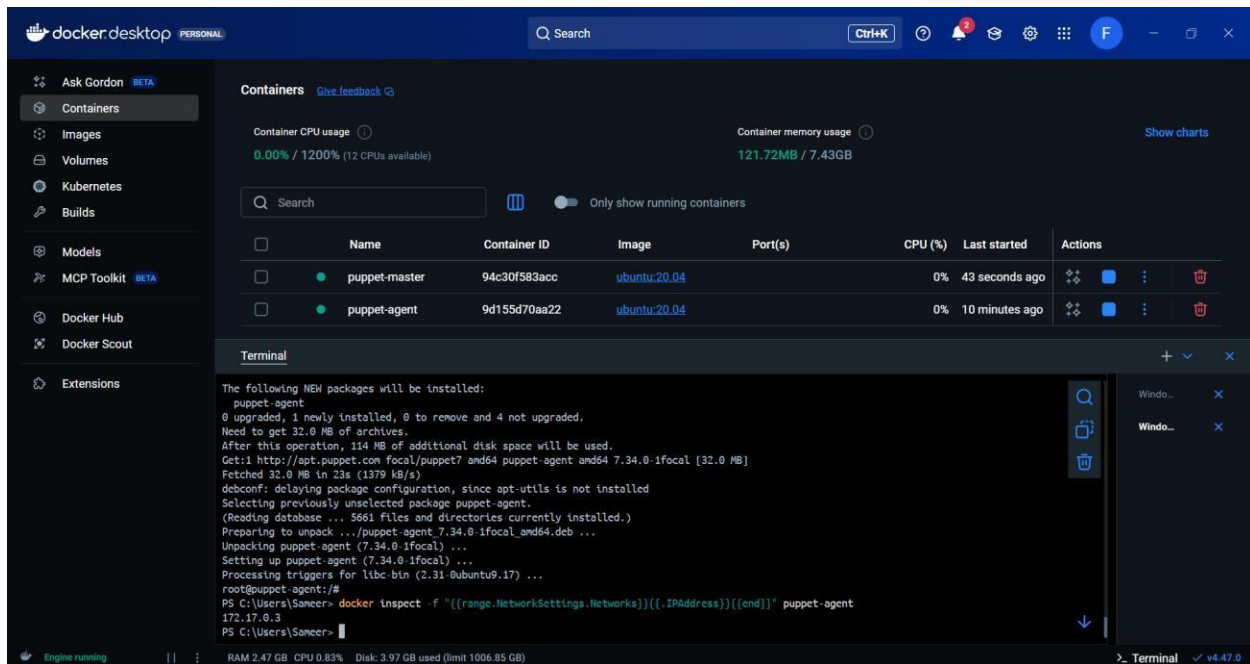 docker.desktop PERSONAL
Search
Ctrl+K
2
F
Ask Gordon BETA
Containers
Images
Volumes
Kubernetes
Builds
Models
MCP Toolkit BETA
Docker Hub
Docker Scout
Extensions
Containers Give feedback
Container CPU usage
0.00% / 1200% (12 CPUs available)
Container memory usage
121.72MB / 7.43GB
Show charts
Search
Only show running containers
Name Container ID Image Port(s) CPU (%) Last started Actions
puppet-master 94c30f583acc ubuntu:20.04 0% 43 seconds ago
puppet-agent 9d155d70aa22 ubuntu:20.04 0% 10 minutes ago
Terminal
The following NEW packages will be installed:
puppet-agent
0 upgraded, 1 newly installed, 0 to remove and 4 not upgraded.
Need to get 32.0 MB of archives.
After this operation, 114 MB of additional disk space will be used.
Get:1 http://apt.puppet.com focal/puppet7 amd64 puppet-agent amd64 7.34.0-1focal [32.0 MB]
Fetched 32.0 MB in 23s (1379 kB/s)
debconf: delaying package configuration, since apt-utils is not installed
Selecting previously unselected package puppet-agent.
(Reading database ... 5661 files and directories currently installed.)
Preparing to unpack .../puppet-agent_7.34.0-1focal_amd64.deb ...
Unpacking puppet-agent (7.34.0-1focal) ...
Setting up puppet-agent (7.34.0-1focal) ...
Processing triggers for libc-bin (2.31-0ubuntu9.17) ...
root@puppet-agent:/#
PS C:\Users\Sameer> docker inspect -f "{{range.NetworkSettings.Networks}}{{.IPAddress}}{{end}}" puppet-agent
172.17.0.3
PS C:\Users\Sameer>
Windo...
Windo...
Engine running
RAM 2.47 GB CPU 0.83% Disk: 3.97 GB used (limit 1006.85 GB)
>_ Terminal
v4.47.0